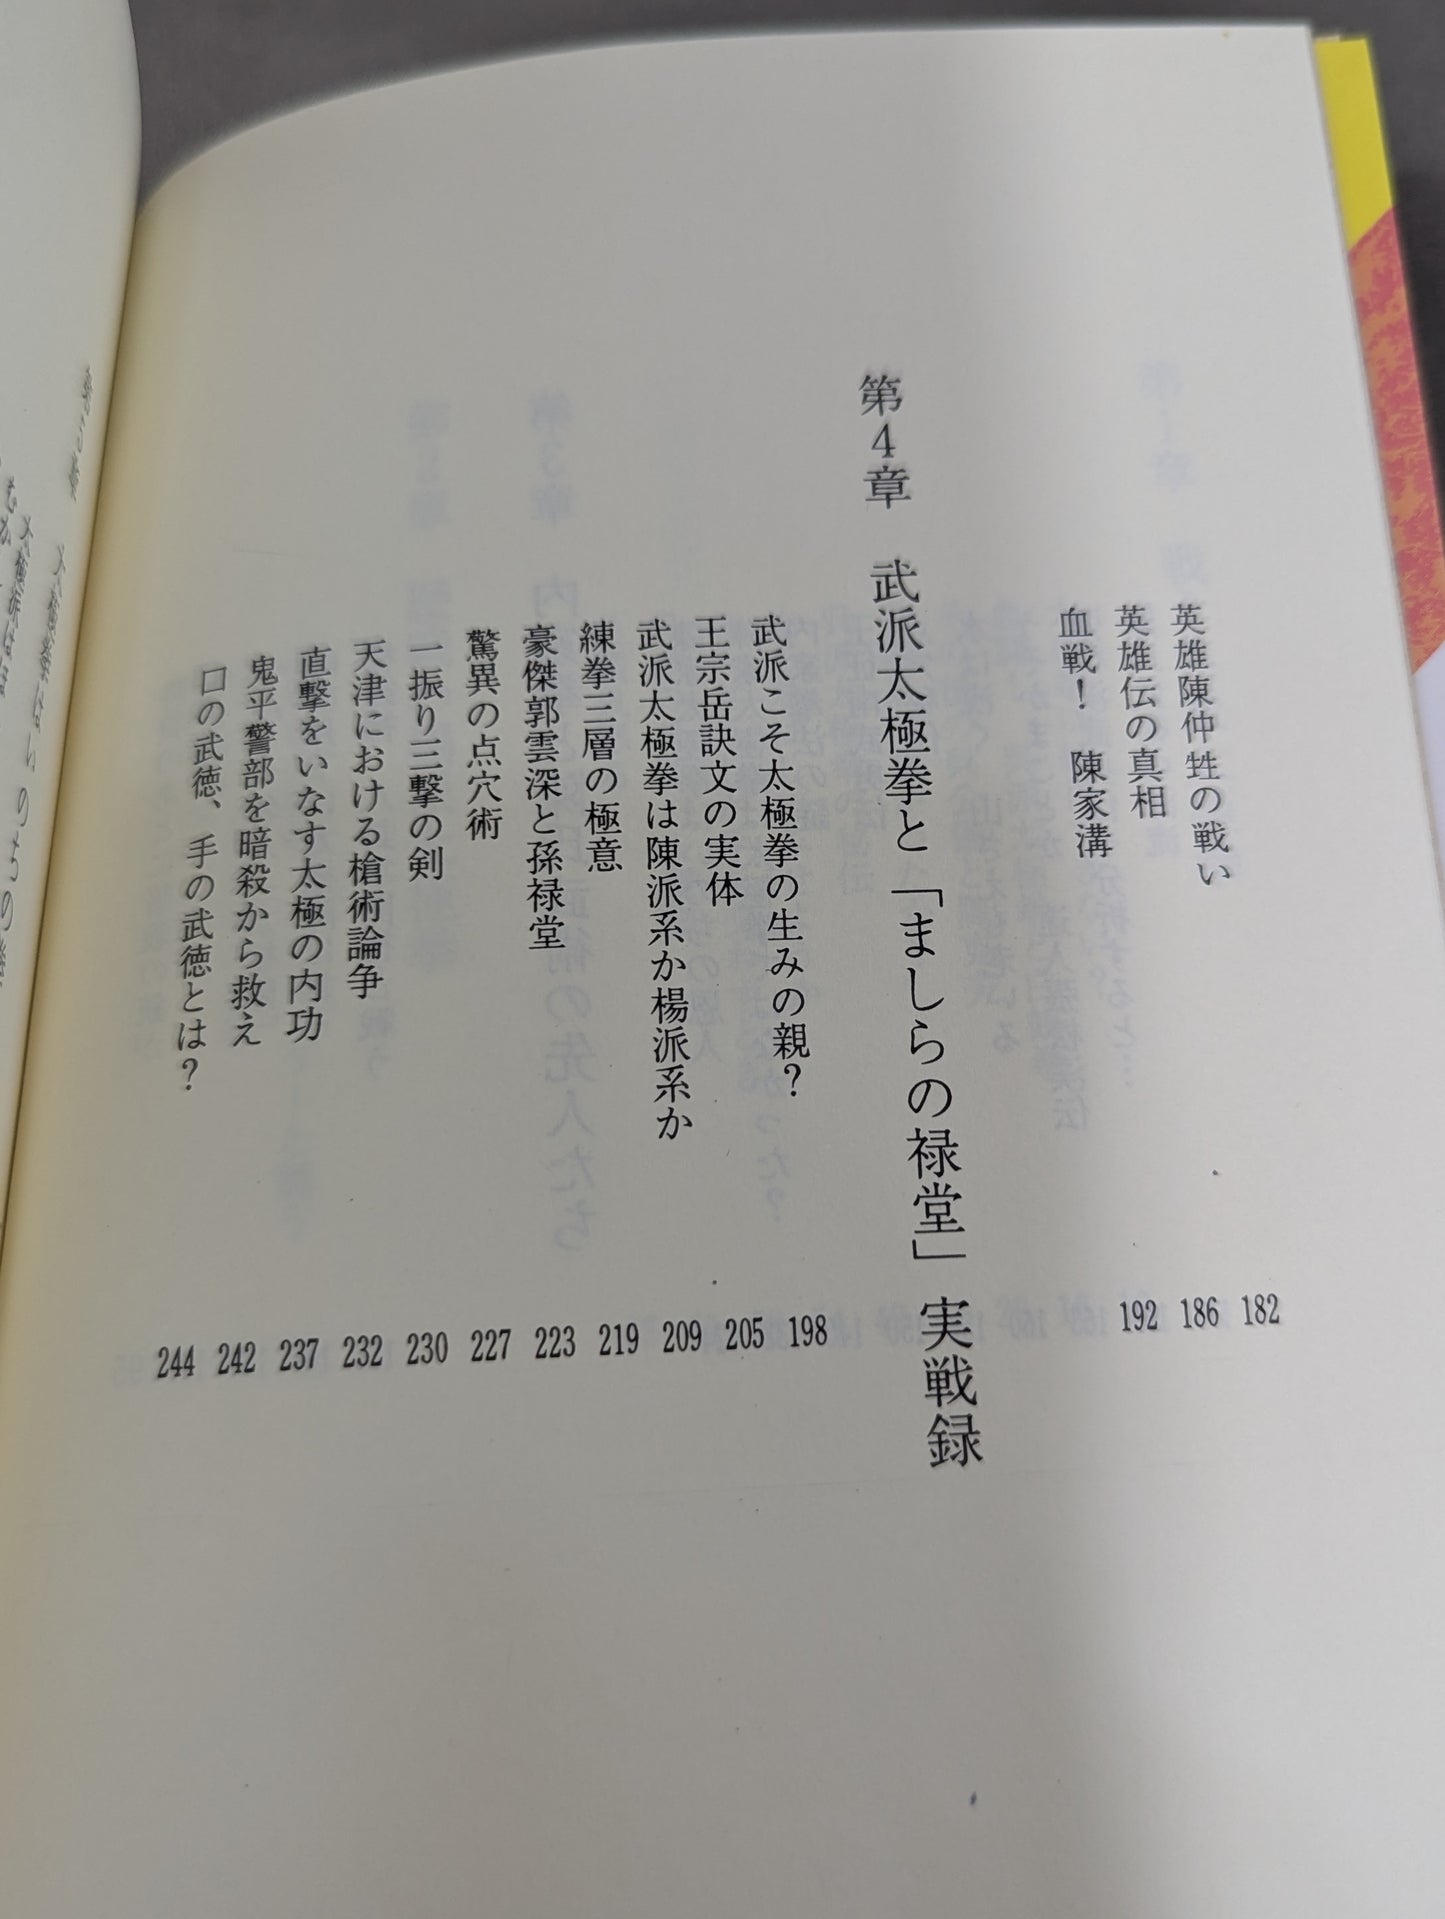 英雄陳仲甡の戦い 182
英雄伝の真相 186
血戦！　陳家溝 192
第4章　武派太極拳と「ましらの禄堂」実戦録
武派こそ太極拳の生みの親？ 198
王宗岳訣文の実体 205
武派太極拳は陳派系か楊派系か 209
練拳三層の極意 219
豪傑郭雲深と孫禄堂 223
驚異の点穴術 227
一振り三撃の剣 230
天津における槍術論争 232
直撃をいなす太極の内功 237
鬼平警部を暗殺から救え 242
口の武徳、手の武徳とは？ 244